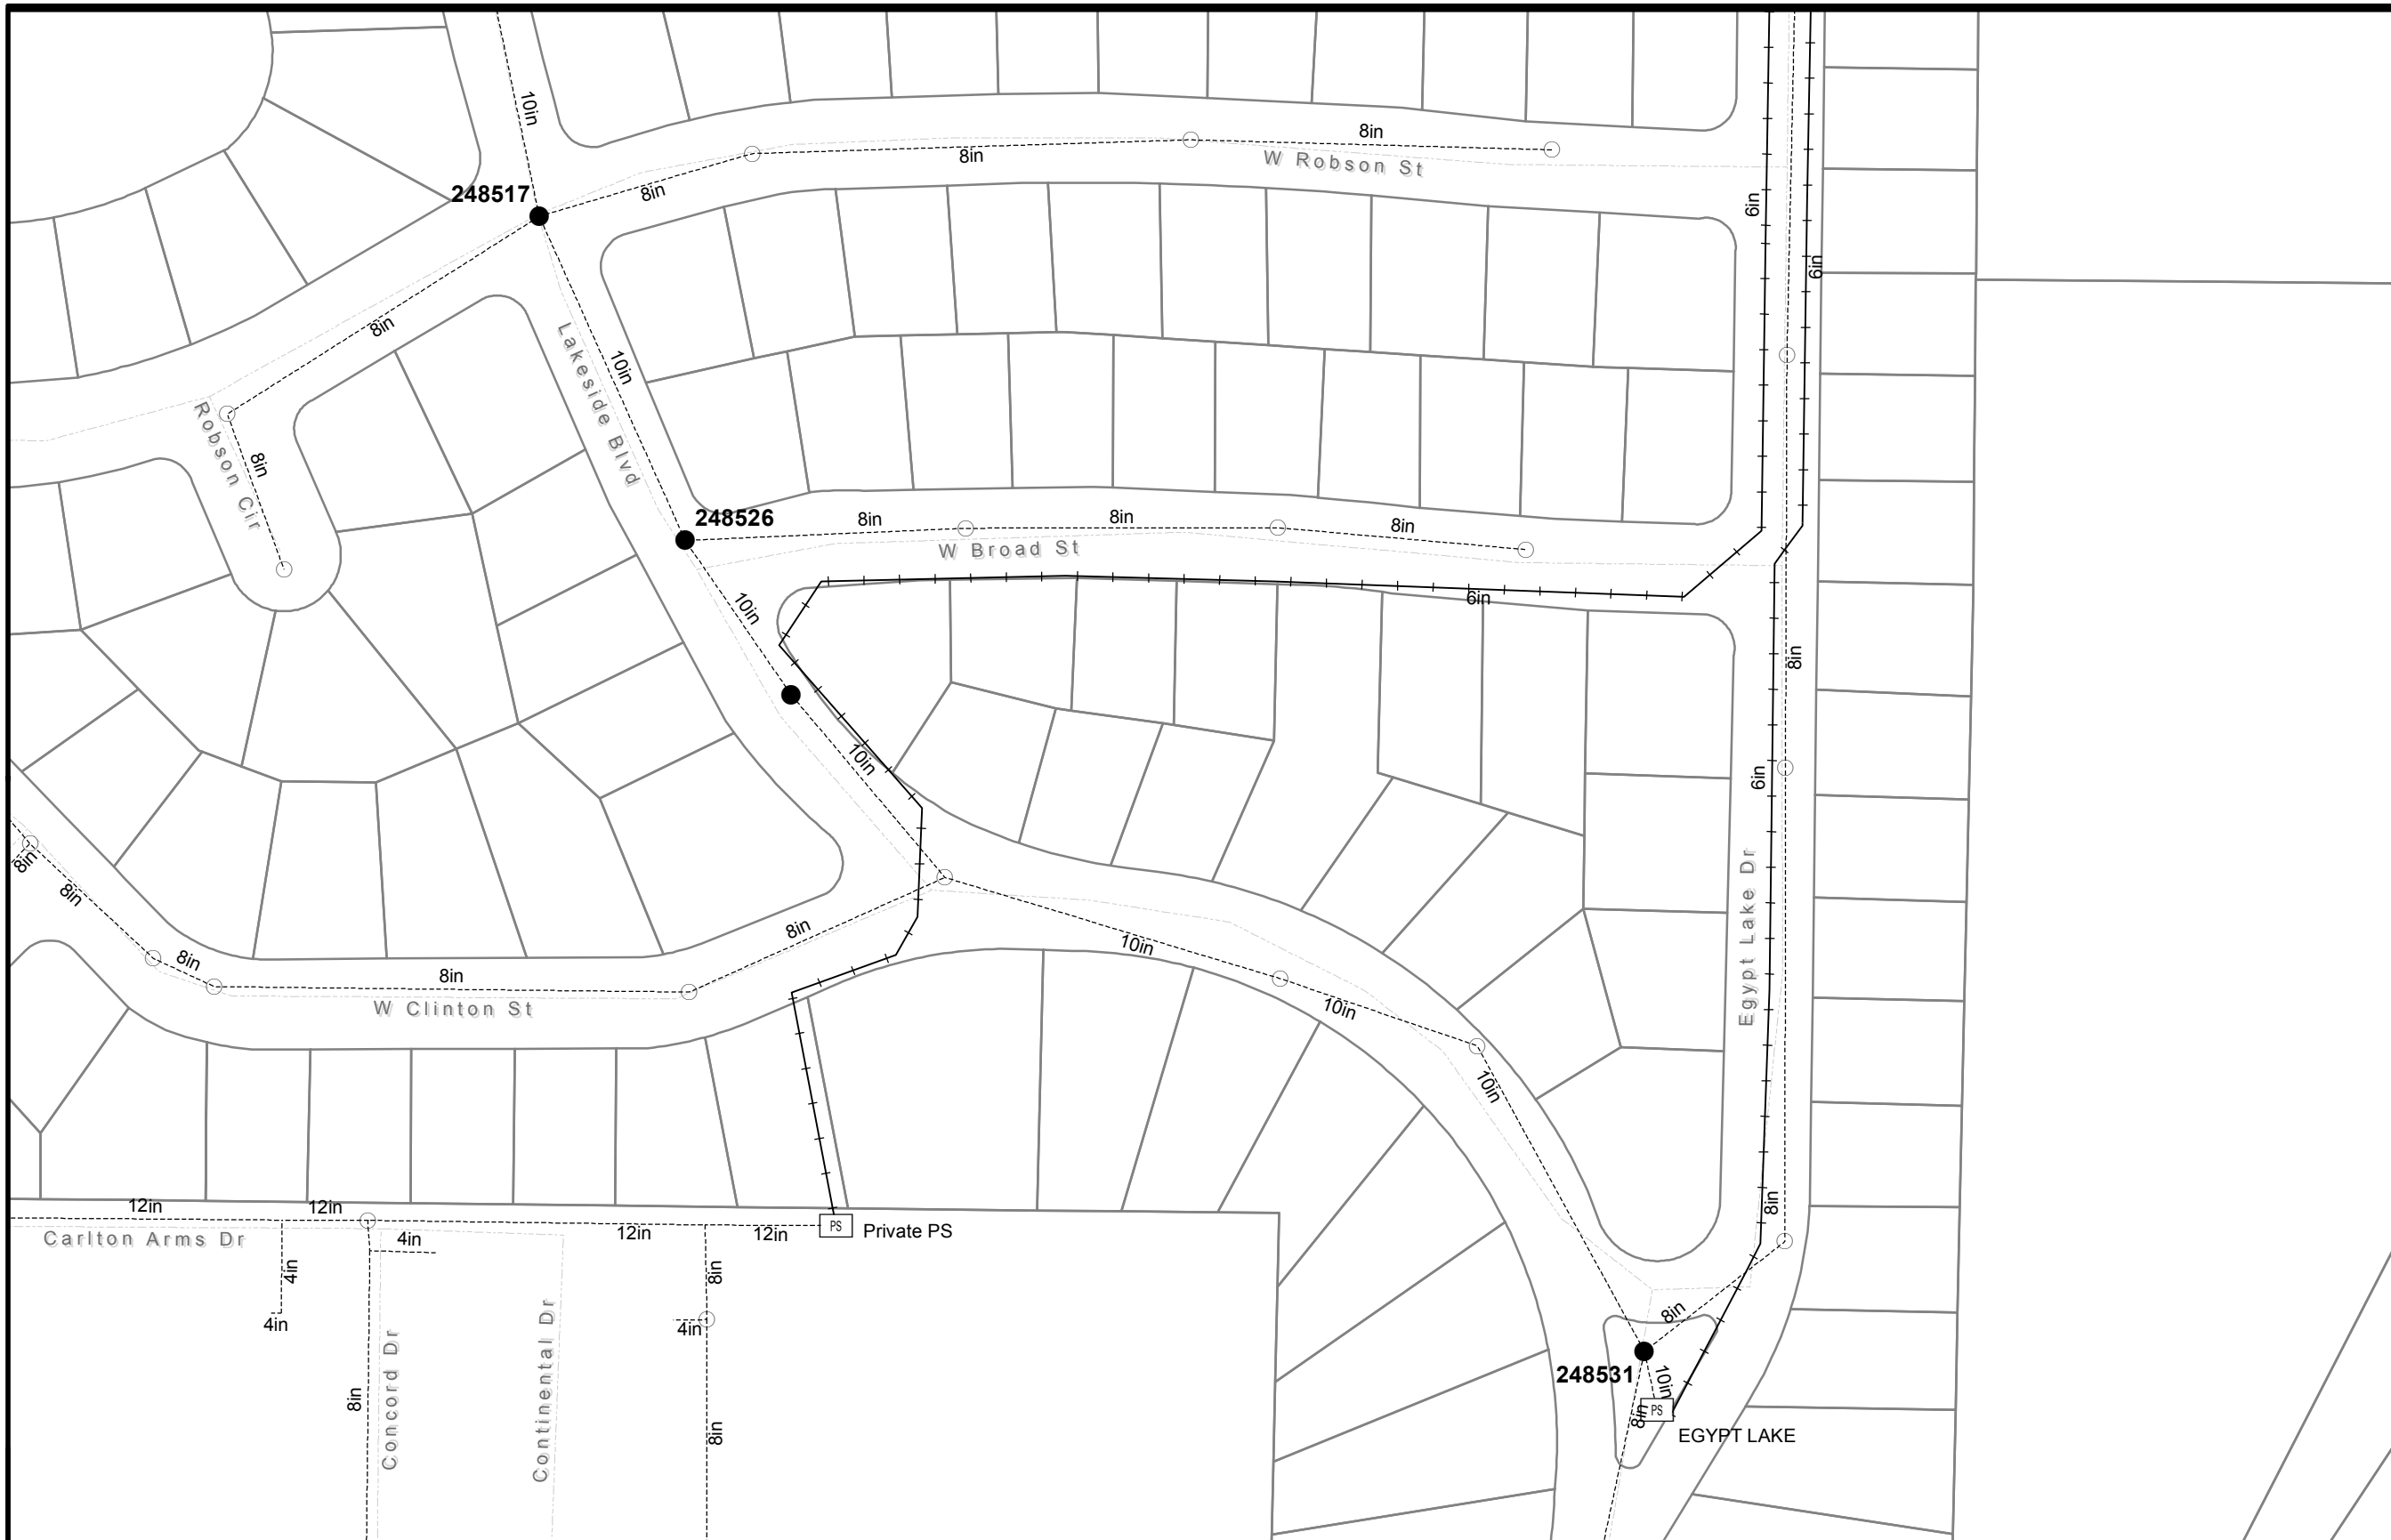 10in
8in
8in
W Robson St
8in
248517
8in
6in
6in
8in
Lakeside Blvd
10in
Robson Cir
8in
248526
8in
8in
8in
W Broad St
10in
6in
8in
10in
6in
8in
8in
8in
8in
8in
W Clinton St
10in
10in
Egypt Lake Dr
10in
12in
12in
12in
12in
PS
Private PS
Carlton Arms Dr
4in
4in
4in
8in
4in
8in
8in
Concord Dr
Continental Dr
8in
8in
248531
10in
8in
PS
EGYPT LAKE